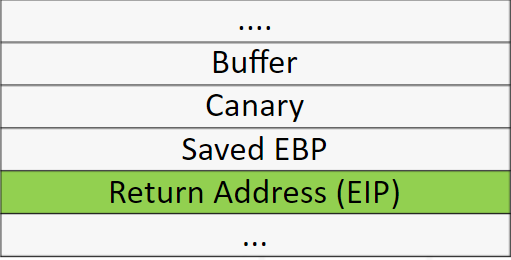 ....
Buffer
Canary
Saved EBP
Return Address (EIP)
...